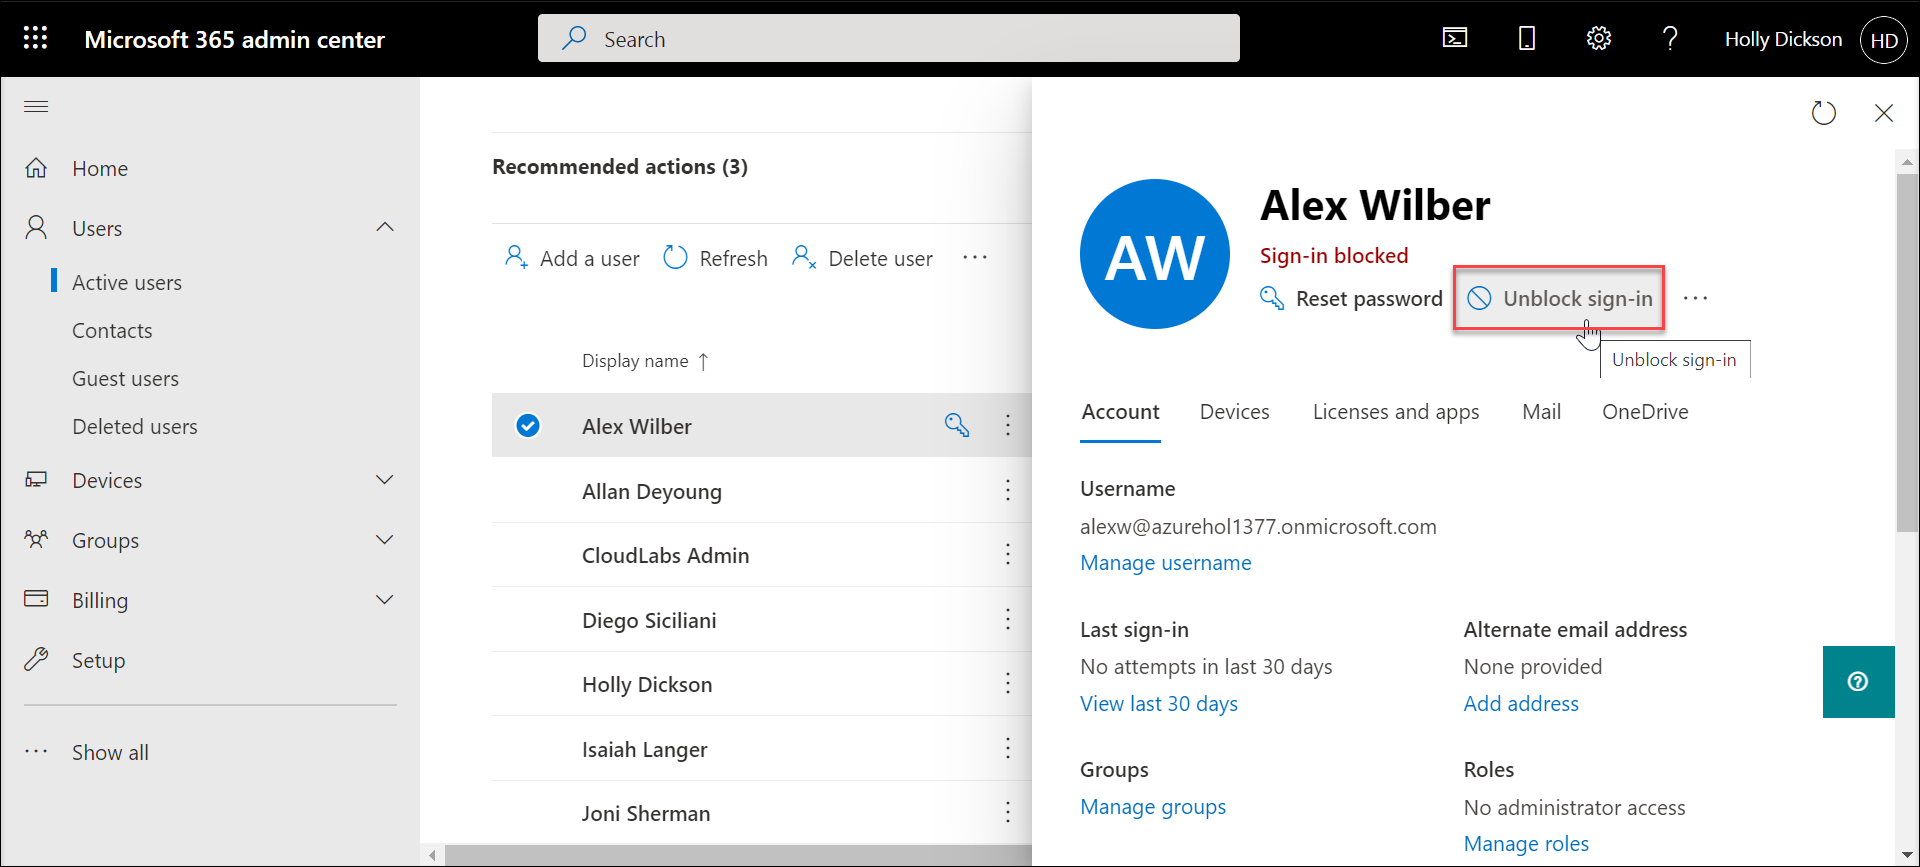 Microsoft 365 admin center
Search
Holly Dickson
HD
Home
Users
Active users
Contacts
Guest users
Deleted users
Devices
Groups
Billing
Setup
Show all
Recommended actions (3)
Add a user
Refresh
Delete user
Display name ↑
Alex Wilber
Allan Deyoung
CloudLabs Admin
Diego Siciliani
Holly Dickson
Isaiah Langer
Joni Sherman
AW
Alex Wilber
Sign-in blocked
Reset password
Unblock sign-in
Unblock sign-in
Account
Devices
Licenses and apps
Mail
OneDrive
Username
alexw@azurehol1377.onmicrosoft.com
Manage username
Last sign-in
No attempts in last 30 days
View last 30 days
Alternate email address
None provided
Add address
Groups
Manage groups
Roles
No administrator access
Manage roles